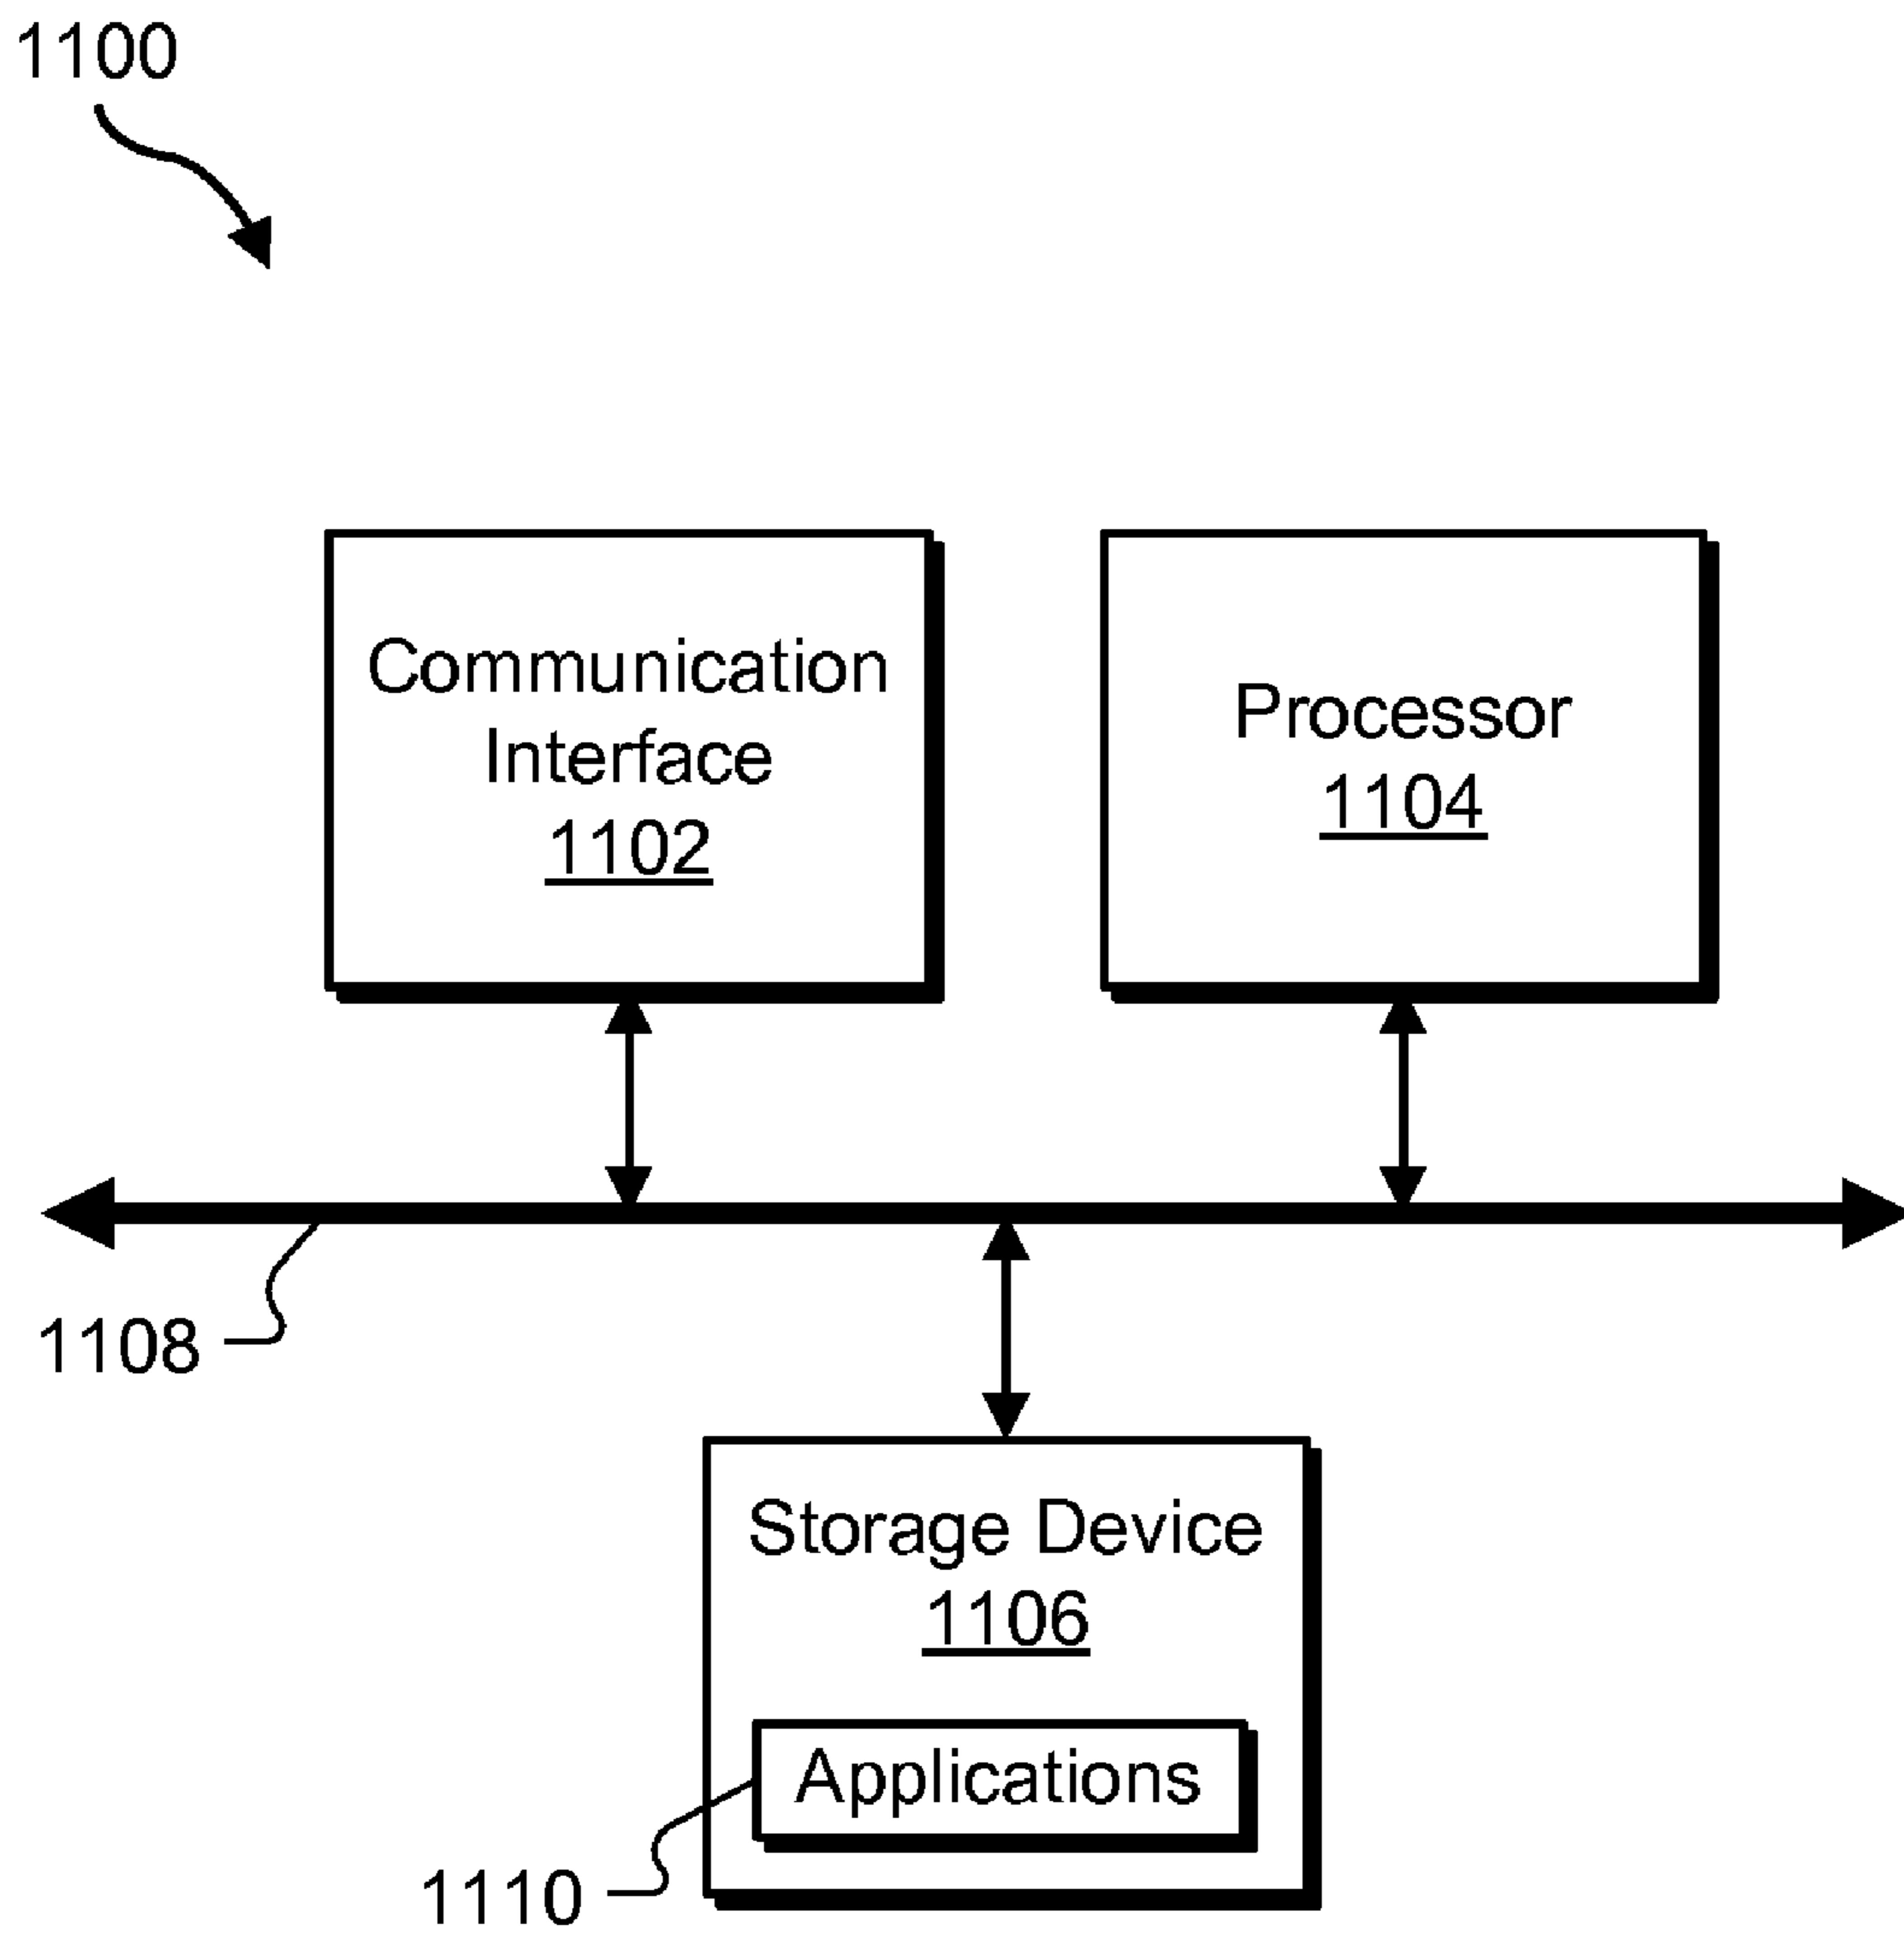 1100
Communication
Interface
1102
Processor
1104
1108
Storage Device
1106
Applications
1110